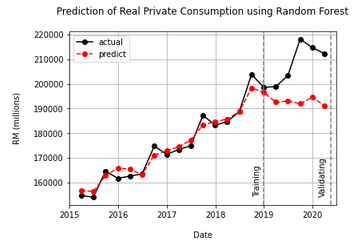 Prediction of Real Private Consumption using Random Forest
220000
210000
200000
190000
180000
170000
160000
RM (millions)
actual
predict
Training
Validating
2015 2016 2017 2018 2019 2020
Date